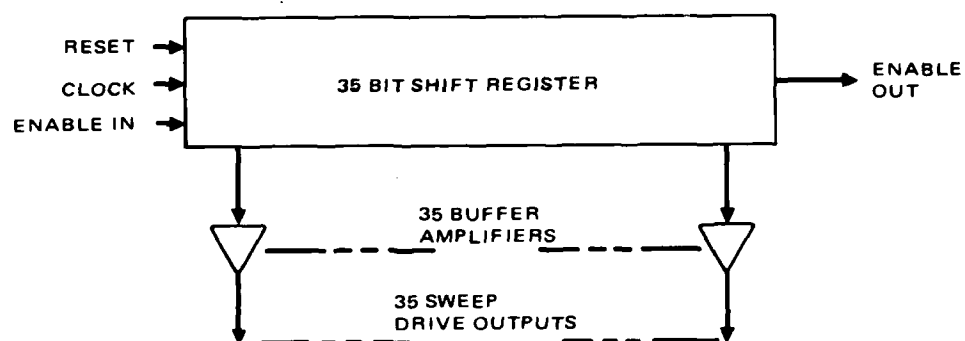 RESET
CLOCK
ENABLE IN
35 BIT SHIFT REGISTER
ENABLE
OUT
35 BUFFER
AMPLIFIERS
35 SWEEP
DRIVE OUTPUTS